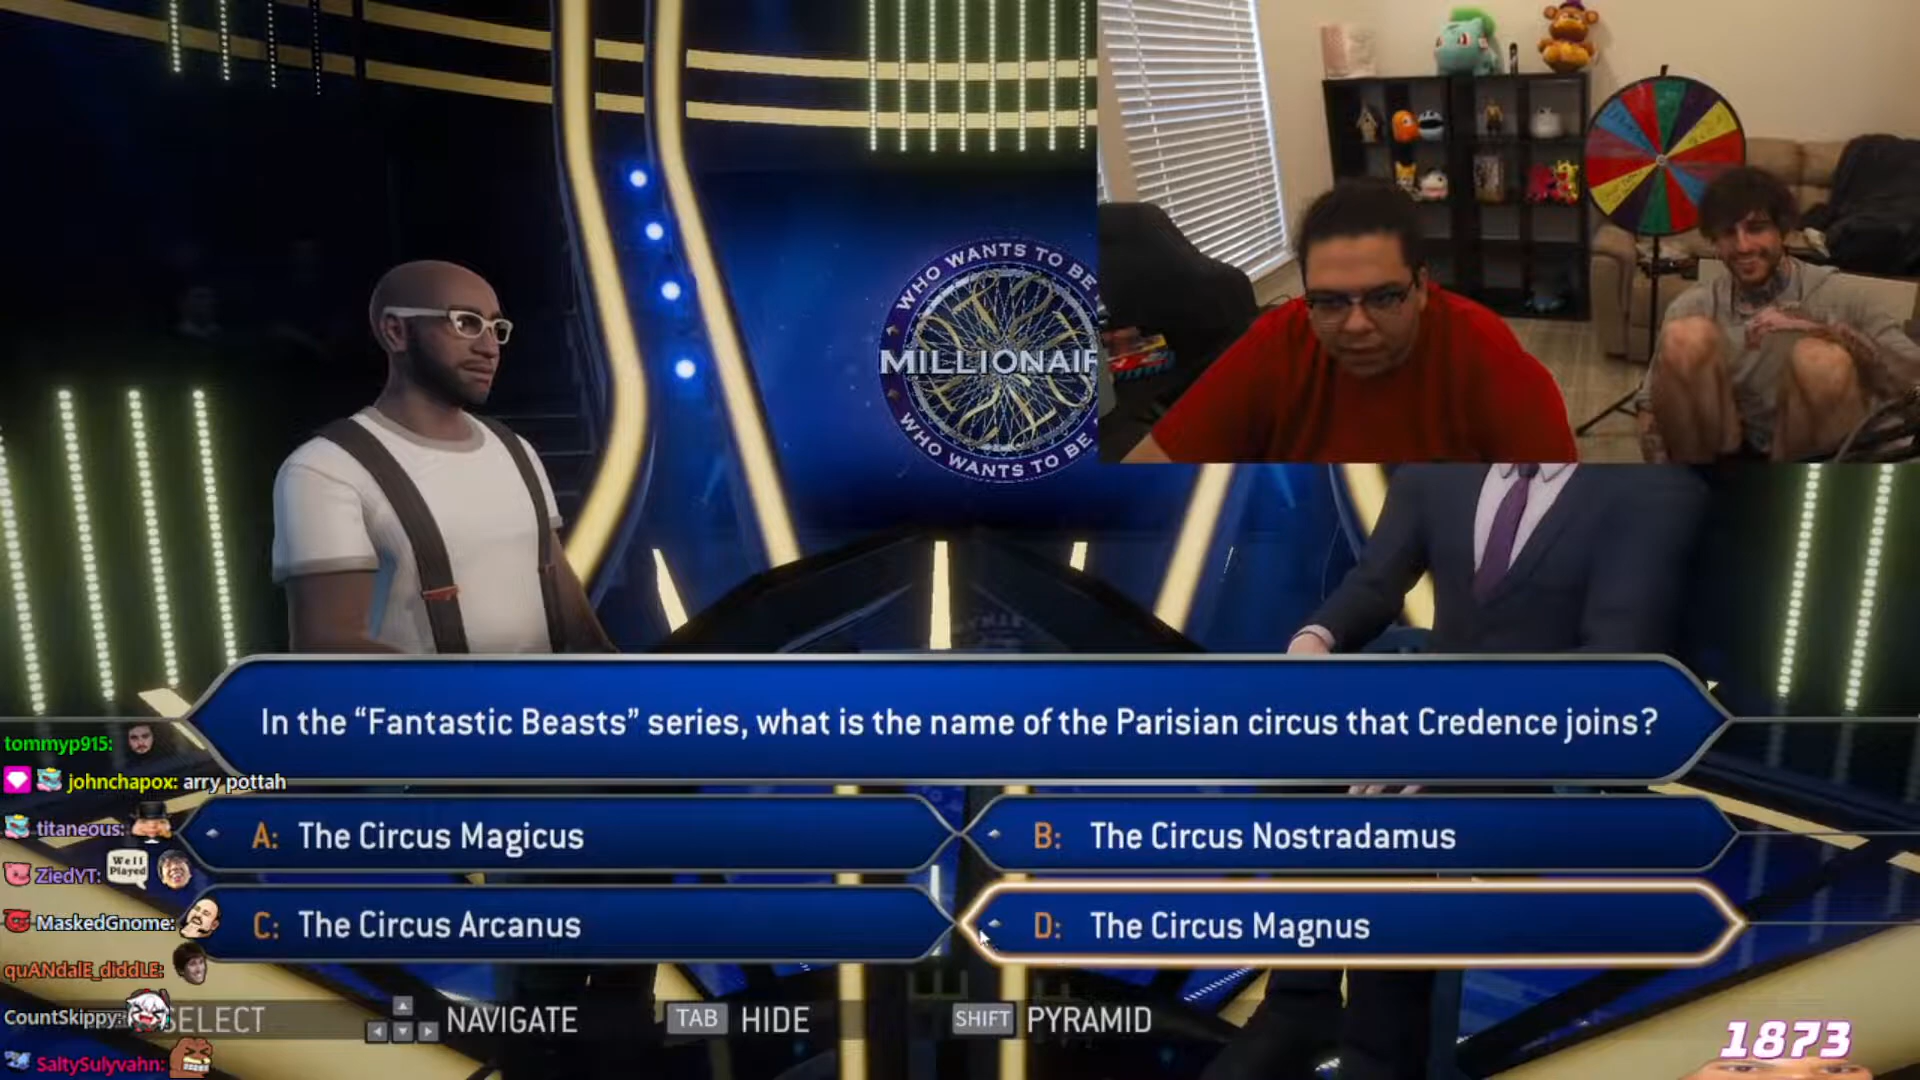 WHO WANTS TO BE
MILLIONAIR
WHO WANTS TO BE
In the “Fantastic Beasts” series, what is the name of the Parisian circus that Credence joins?
A: The Circus Magicus
B: The Circus Nostradamus
C: The Circus Arcanus
D: The Circus Magnus
tommyp915:
johnchapox: arry pottah
titaneous:
ZiedYT: Well Played
MaskedGnome:
quANdalE_diddLE:
CountSkippy:
SaltySulyvahn:
SELECT
NAVIGATE
TAB HIDE
SHIFT PYRAMID
1873